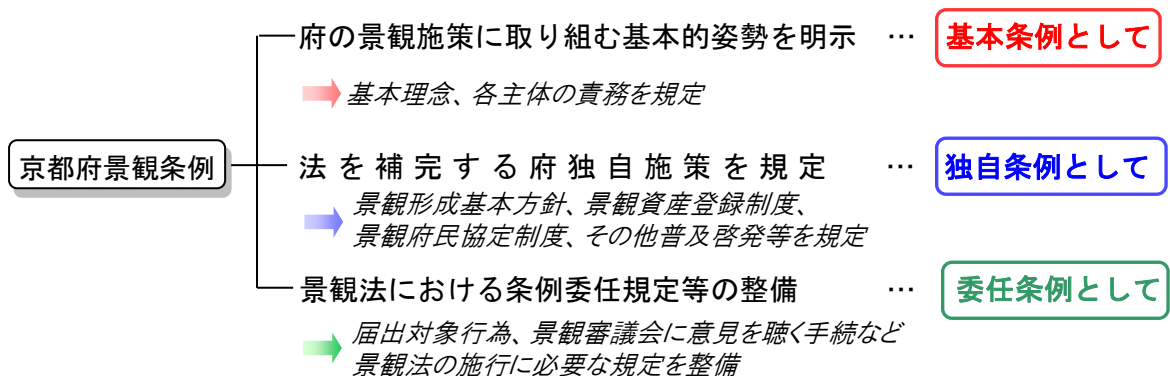 府の景観施策に取り組む基本的姿勢を明示 … 基本条例として
基本理念、各主体の責務を規定
京都府景観条例
法を補完する府独自施策を規定 … 独自条例として
景観形成基本方針、景観資産登録制度、
景観府民協定制度、その他普及啓発等を規定
景観法における条例委任規定等の整備 … 委任条例として
届出対象行為、景観審議会に意見を聴く手続など
景観法の施行に必要な規定を整備